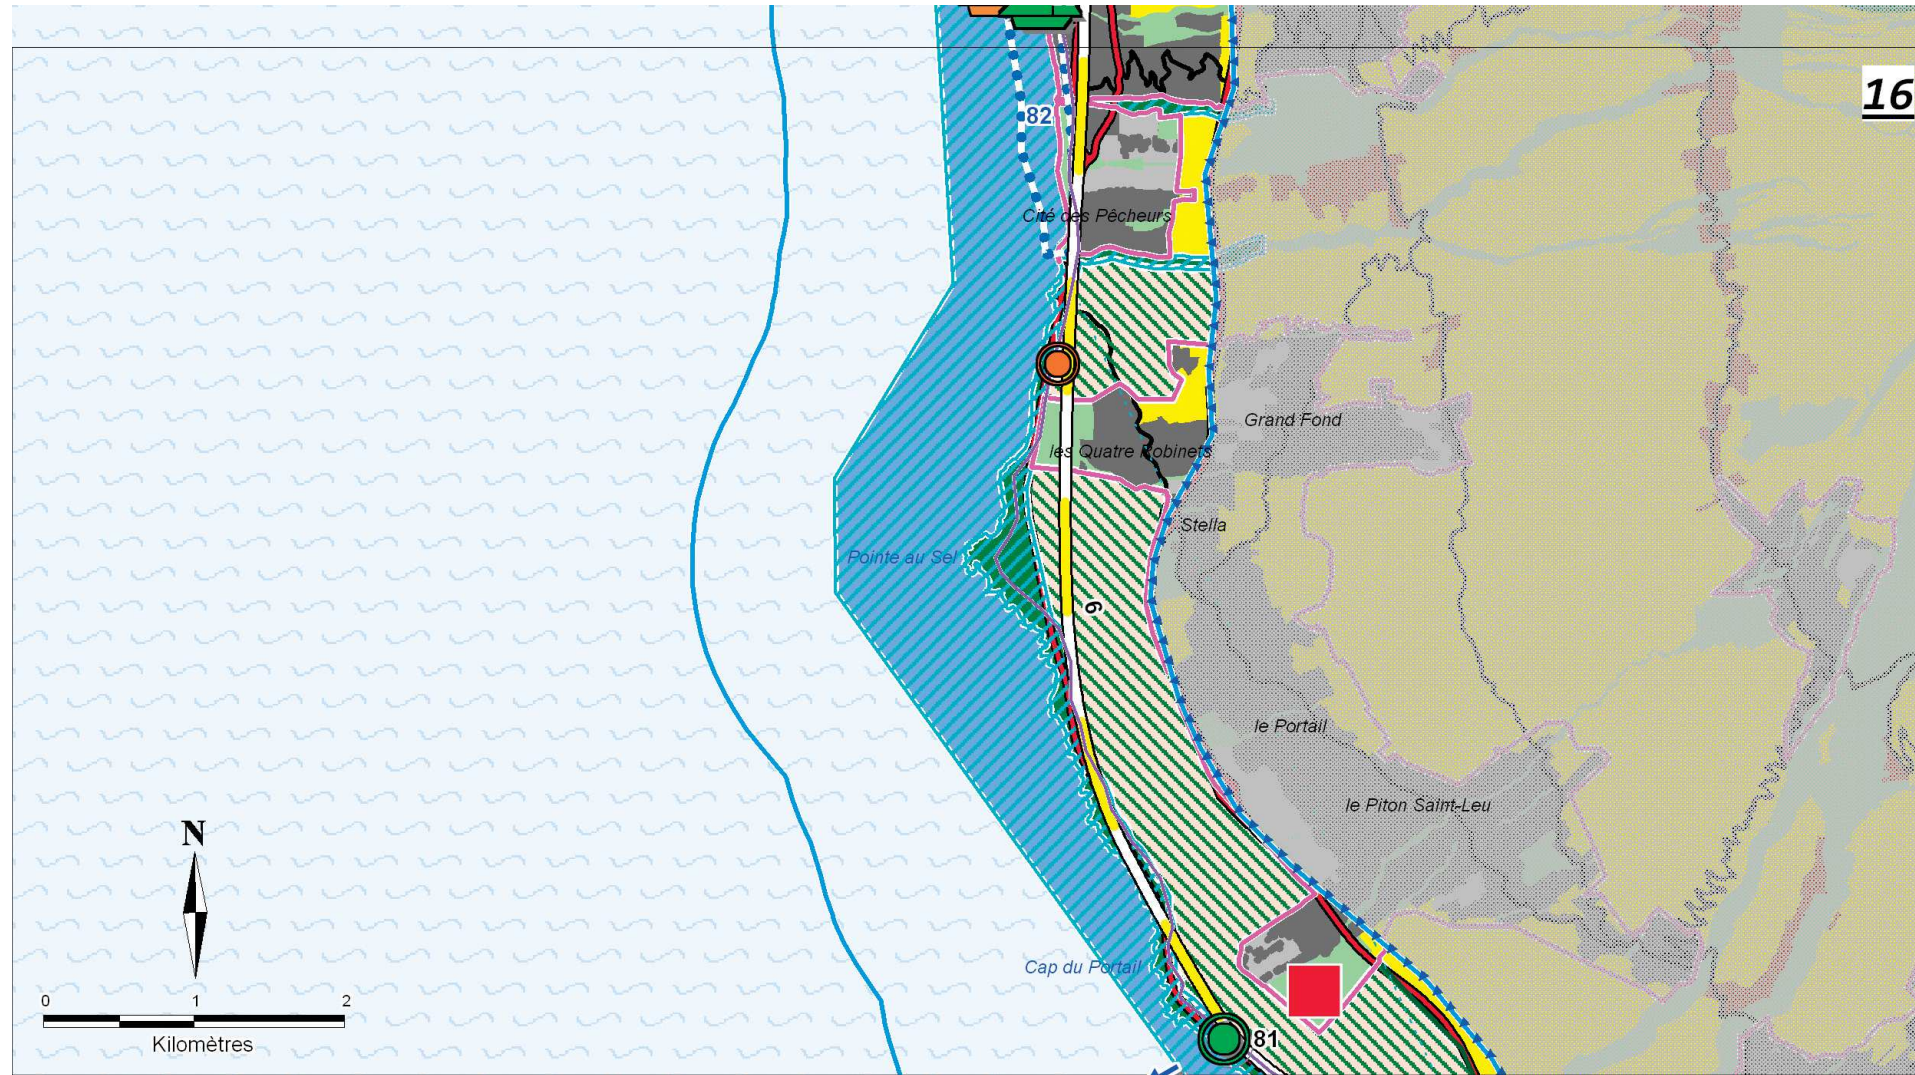 16
82
Cité des Pêcheurs
Grand Fond
les Quatre Robinets
Stella
Pointe au Sel
6
le Portail
le Piton Saint-Leu
N
Cap du Portail
0 1 2
Kilomètres
81